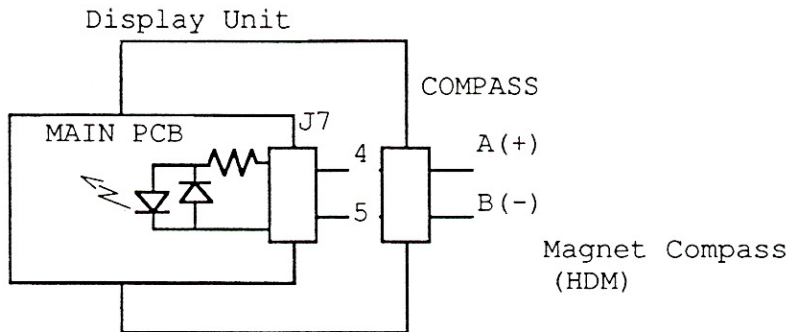 Display Unit
COMPASS
J7
MAIN PCB
4
A(+)
5
B(-)
Magnet Compass
(HDM)